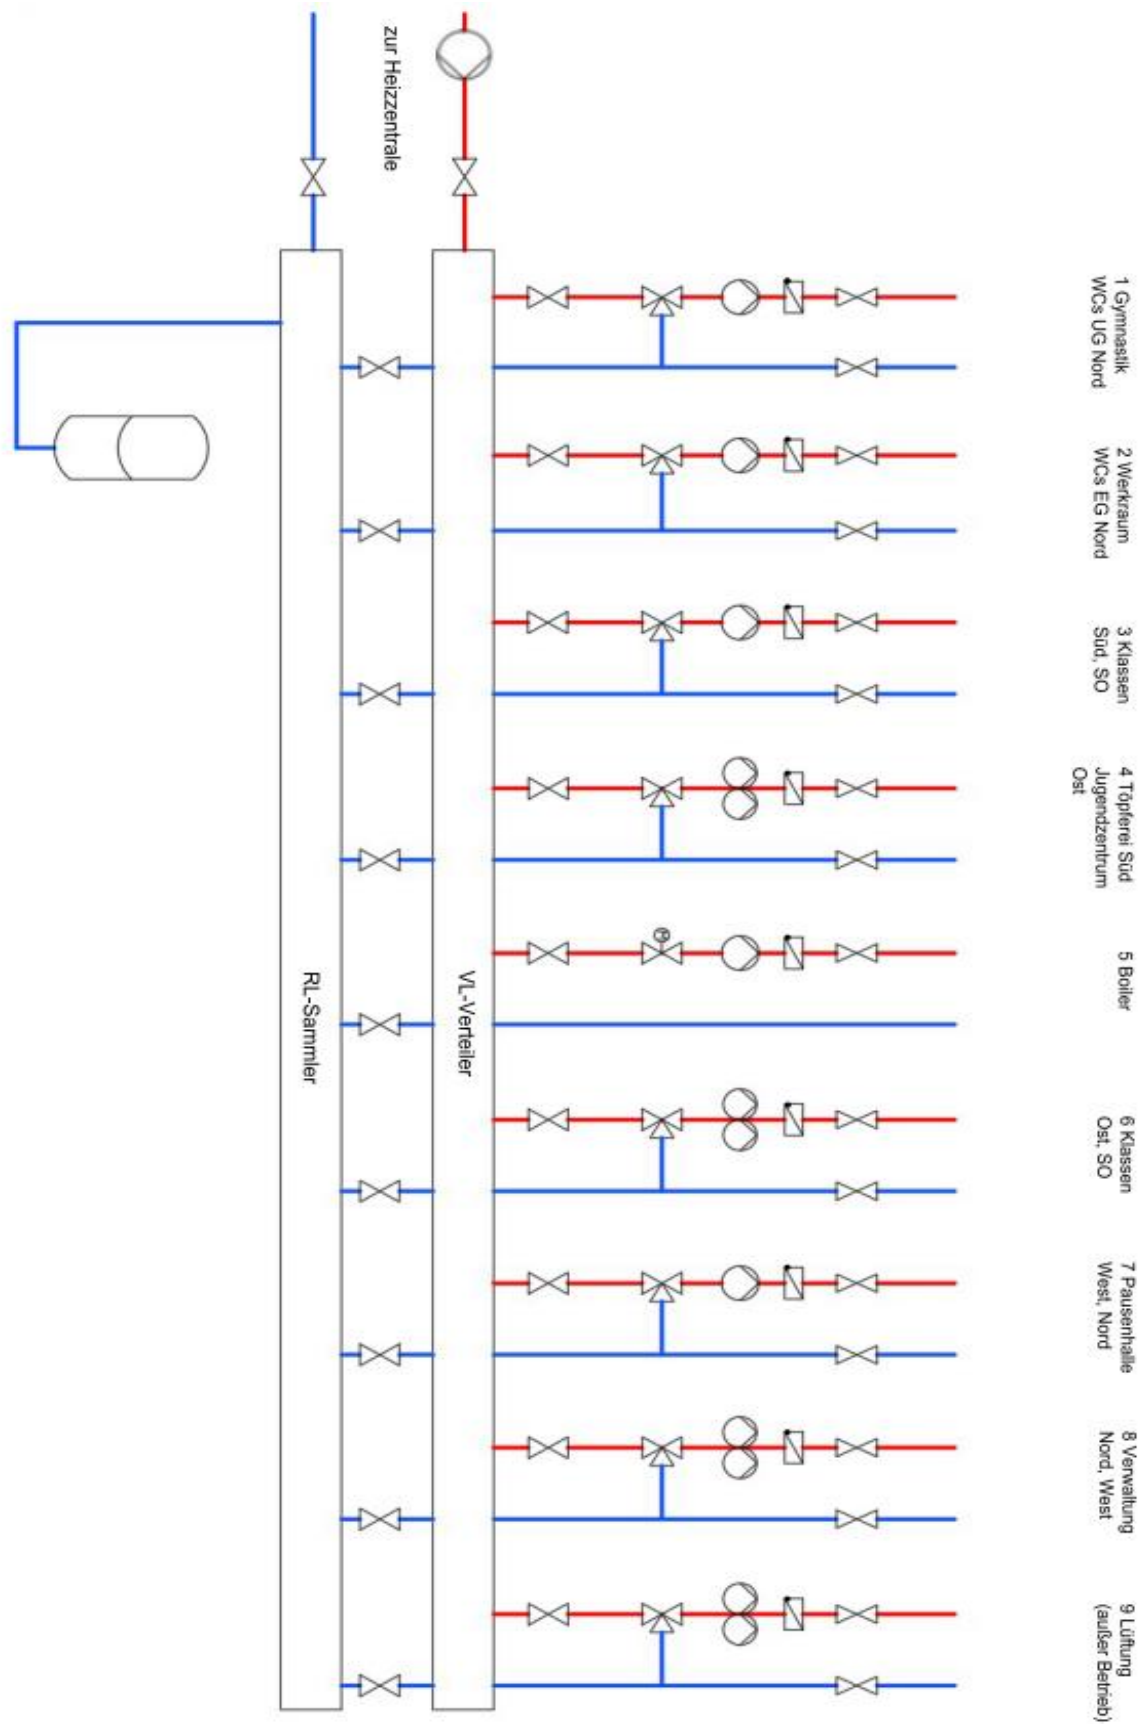 1 Gymnastik
WCs UG Nord
2 Werkraum
WCs EG Nord
3 Klassen
Süd, SO
4 Töpferei Süd
Jugendzentrum
Ost
5 Boiler
6 Klassen
Ost, SO
7 Pausenhalle
West, Nord
8 Verwaltung
Nord, West
9 Lüftung
(außer Betrieb)
M
zur Heizzentrale
VL-Verteiler
RL-Sammler